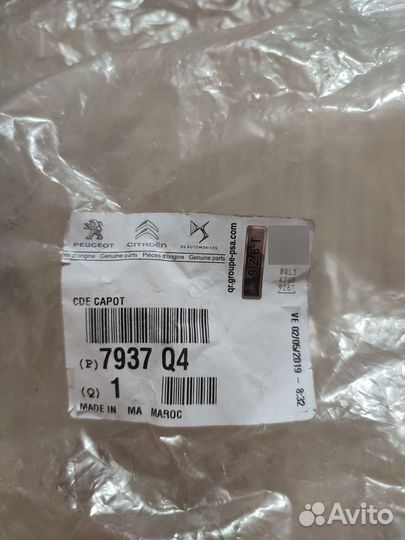 PEUGEOT CITROËN DS AUTOMOBILES
Pièces d'origine Genuine parts Pièces d'origine Genuine parts
qr.groupe-psa.com
CDE CAPOT
(P) 7937 Q4
(Q) 1
MADE IN MA MAROC
VE 02/05/2019 - 8:32
Avito